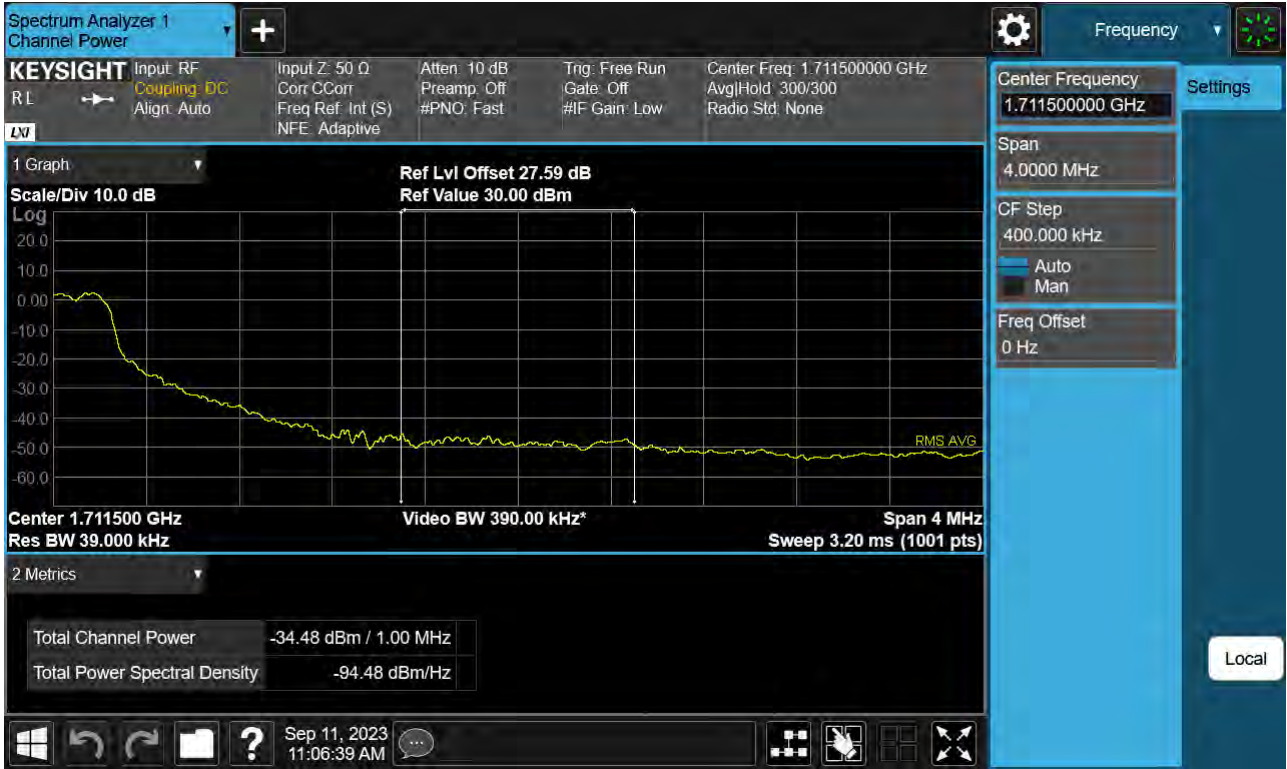 Spectrum Analyzer 1
Channel Power
+
Frequency
KEYSIGHT
R L
LXI
Input: RF
Coupling: DC
Align: Auto
Input Z: 50 Ω
Corr CCorr
Freq Ref: Int (S)
NFE: Adaptive
Atten: 10 dB
Preamp: Off
#PNO: Fast
Trig: Free Run
Gate: Off
#IF Gain: Low
Center Freq: 1.711500000 GHz
Avg|Hold: 300/300
Radio Std: None
Center Frequency
1.711500000 GHz
Settings
Span
4.0000 MHz
CF Step
400.000 kHz
Auto
Man
Freq Offset
0 Hz
Local
1 Graph
Scale/Div 10.0 dB
Ref Lvl Offset 27.59 dB
Ref Value 30.00 dBm
Log
20.0
10.0
0.00
-10.0
-20.0
-30.0
-40.0
-50.0
-60.0
RMS AVG
Center 1.711500 GHz
Video BW 390.00 kHz*
Span 4 MHz
Res BW 39.000 kHz
Sweep 3.20 ms (1001 pts)
2 Metrics
Total Channel Power -34.48 dBm / 1.00 MHz
Total Power Spectral Density -94.48 dBm/Hz
?
Sep 11, 2023
11:06:39 AM